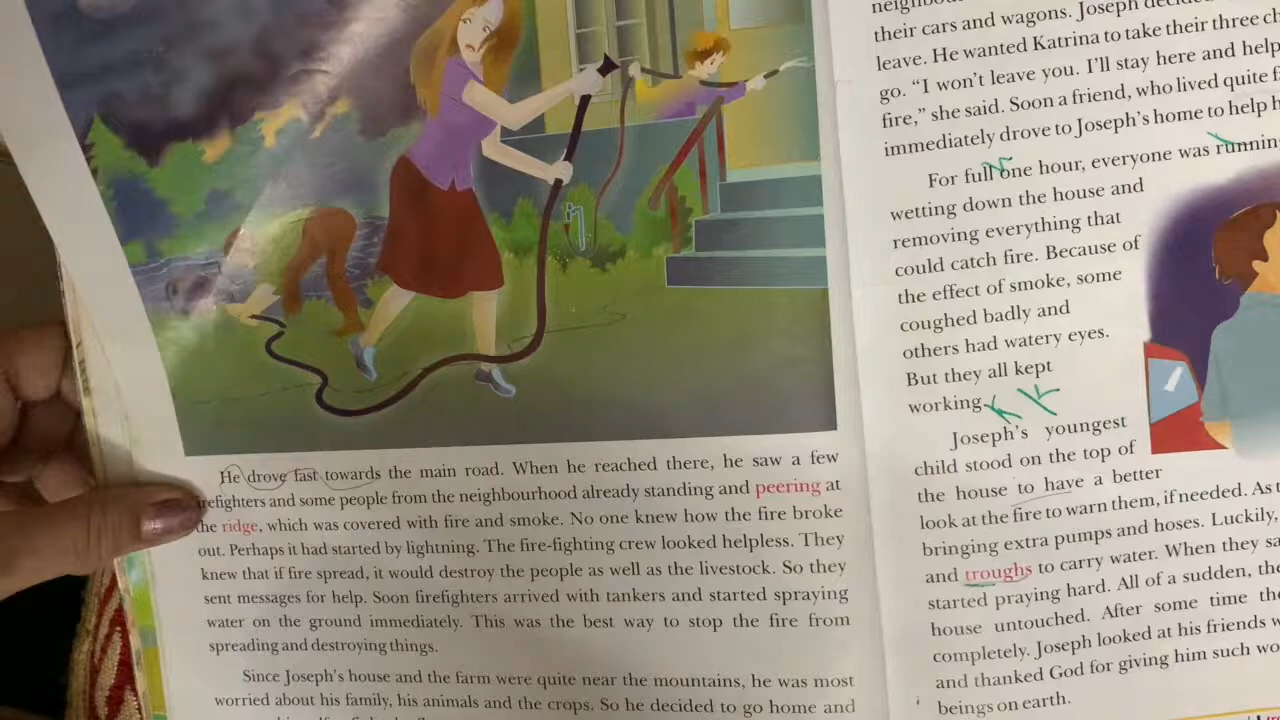 He drove fast towards the main road. When he reached there, he saw a few
firefighters and some people from the neighbourhood already standing and peering at
the ridge, which was covered with fire and smoke. No one knew how the fire broke
out. Perhaps it had started by lightning. The fire-fighting crew looked helpless. They
knew that if fire spread, it would destroy the people as well as the livestock. So they
sent messages for help. Soon firefighters arrived with tankers and started spraying
water on the ground immediately. This was the best way to stop the fire from
spreading and destroying things.
Since Joseph's house and the farm were quite near the mountains, he was most
worried about his family, his animals and the crops. So he decided to go home and
their cars and wagons. Joseph
leave. He wanted Katrina to take their three
go. "I won't leave you. I'll stay here and help
fire," she said. Soon a friend, who lived quite
immediately drove to Joseph's home to help
For full one hour, everyone was
wetting down the house and
removing everything that
could catch fire. Because of
the effect of smoke, some
coughed badly and
others had watery eyes.
But they all kept
working
Joseph's youngest
child stood on the top of
the house to have a better
look at the fire to warn them, if needed. As
bringing extra pumps and hoses. Luckily,
and troughs to carry water. When they
started praying hard. All of a sudden,
house untouched. After some time
completely. Joseph looked at his friends
and thanked God for giving him such
beings on earth.